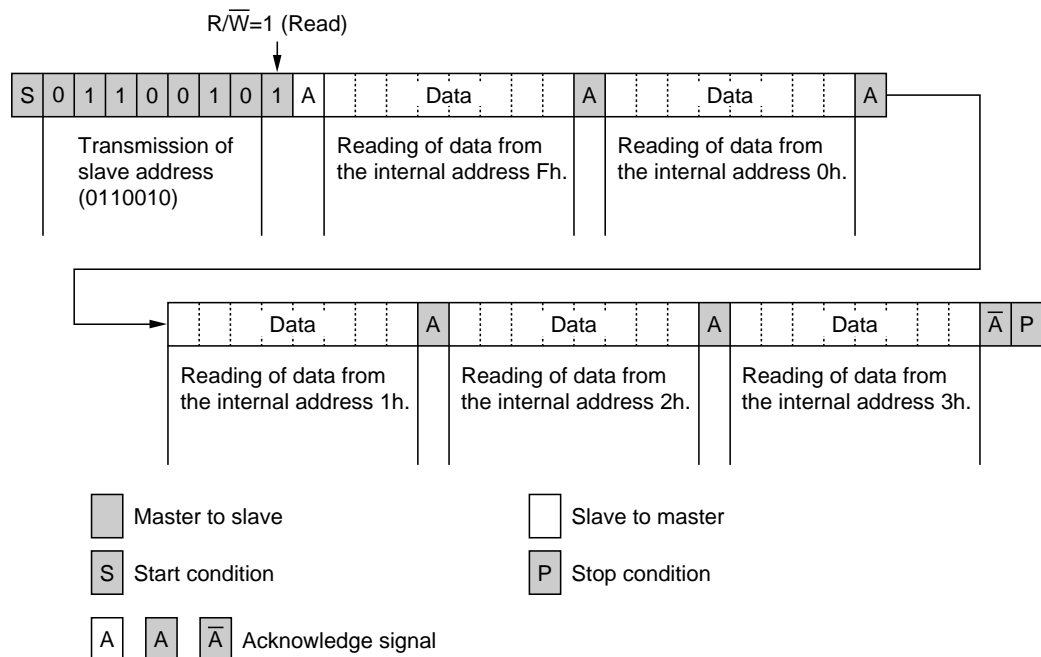 R/W̅=1 (Read)
S 0 1 1 0 0 1 0 1 A Data A Data A
Transmission of
slave address
(0110010)
Reading of data from
the internal address Fh.
Reading of data from
the internal address 0h.
Data A Data A Data A̅ P
Reading of data from
the internal address 1h.
Reading of data from
the internal address 2h.
Reading of data from
the internal address 3h.
Master to slave
Slave to master
S Start condition
P Stop condition
A A A̅ Acknowledge signal